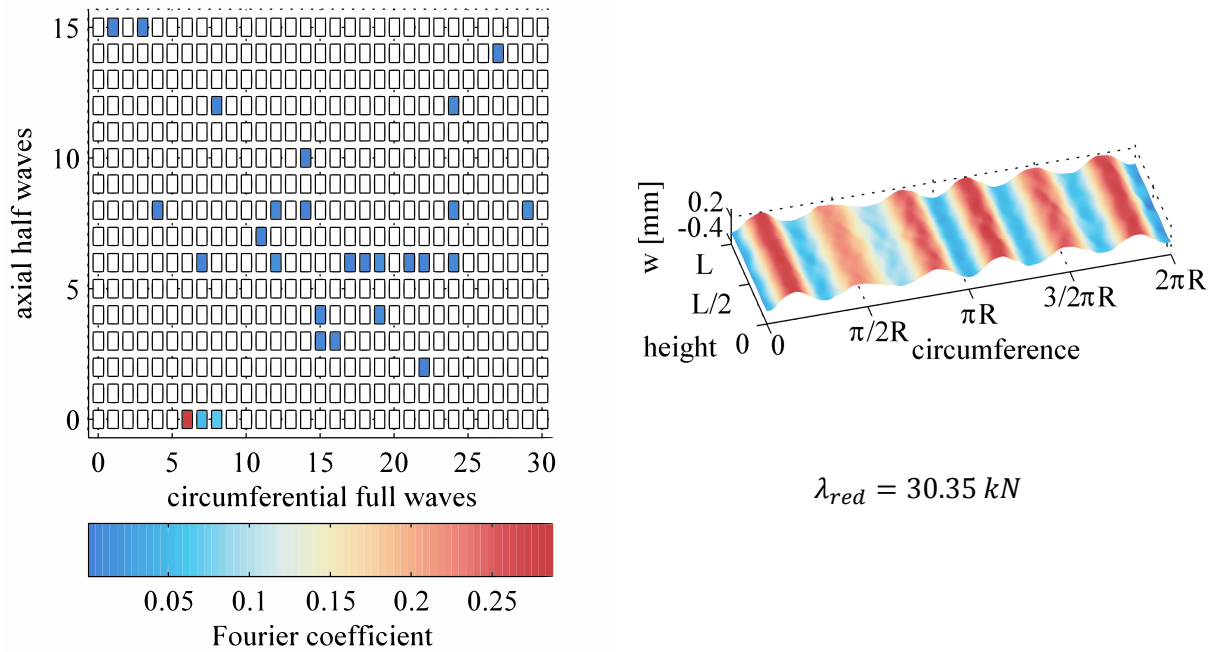 15
10
5
0
axial half waves
0 5 10 15 20 25 30
circumferential full waves
0.05 0.1 0.15 0.2 0.25
Fourier coefficient
w [mm]
0.2
-0.4
L
L/2
height 0
0 π/2R πR 3/2πR 2πR
circumference
λred = 30.35 kN